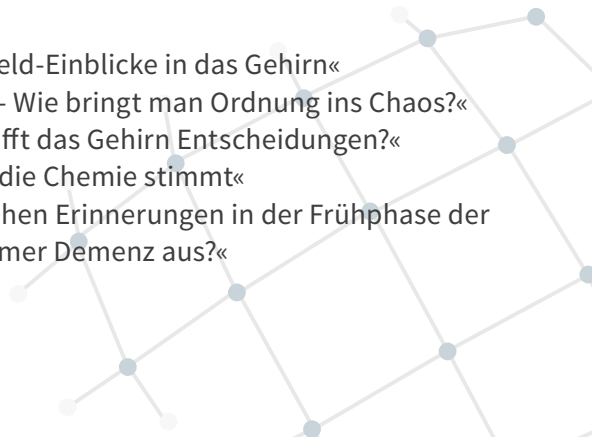 eld-Einblicke in das Gehirn«
- Wie bringt man Ordnung ins Chaos?«
fft das Gehirn Entscheidungen?«
die Chemie stimmt«
hen Erinnerungen in der Frühphase der
mer Demenz aus?«